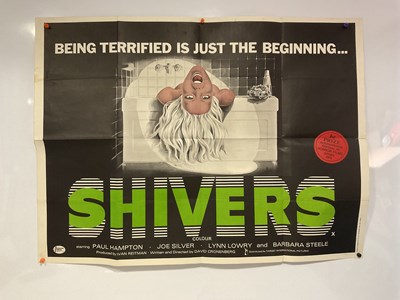 BEING TERRIFIED IS JUST THE BEGINNING...
SHIVERS
COLOUR
X
starring PAUL HAMPTON · JOE SILVER · LYNN LOWRY and BARBARA STEELE
Produced by IVAN REITMAN · Written and Directed by DAVID CRONENBERG